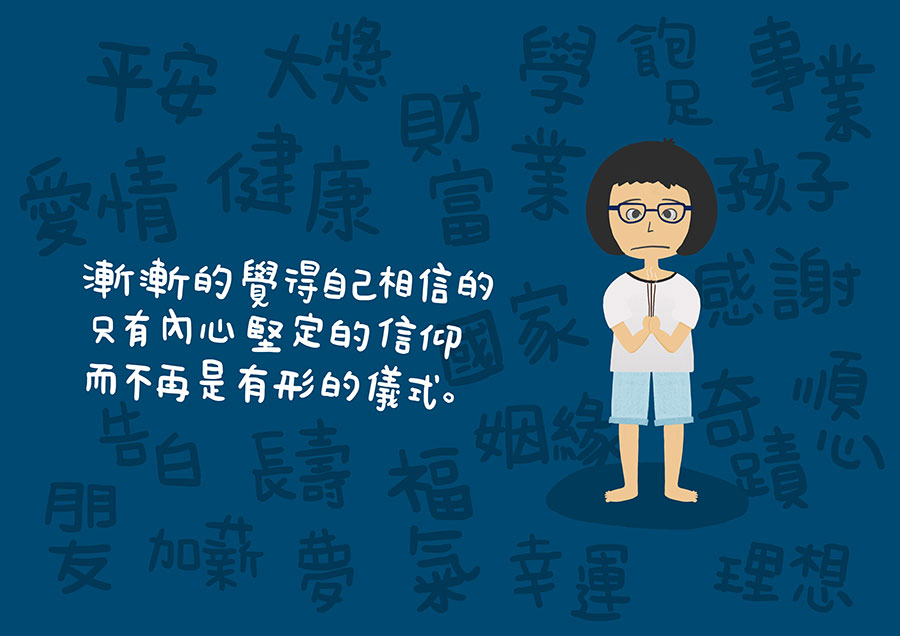 平安
大獎
學業
飽足
事業
財富
愛情
健康
孩子
漸漸的覺得自己相信的
只有內心堅定的信仰
而不再是有形的儀式。
感謝
國家
順心
告白
長壽
姻緣
奇蹟
福氣
朋友
加薪
夢
幸運
理想